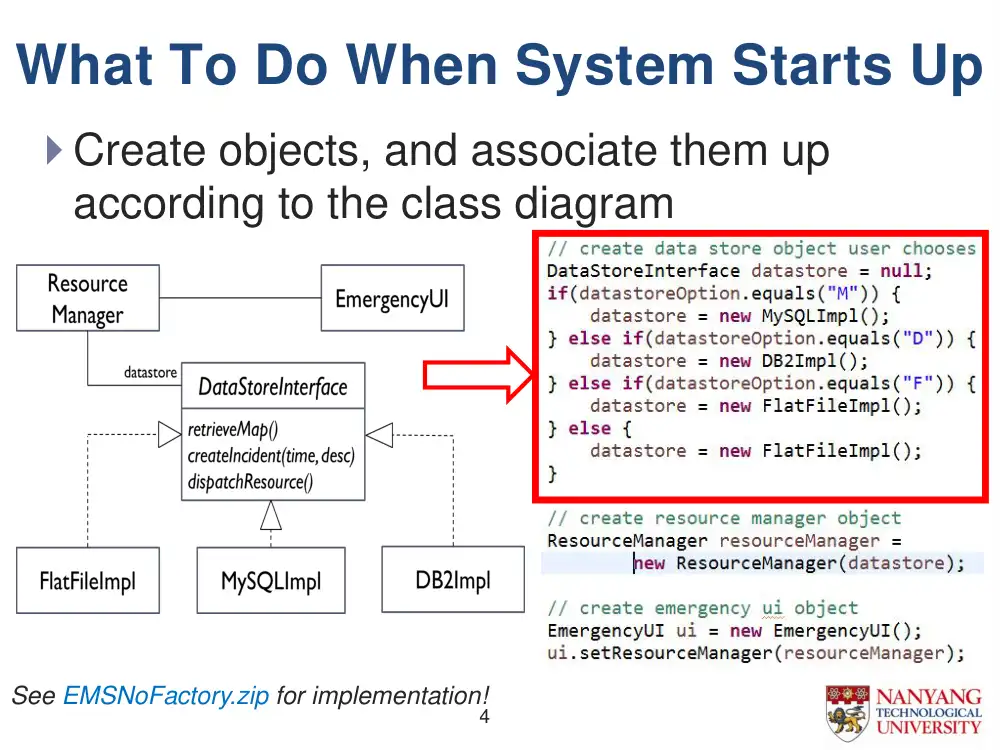 What To Do When System Starts Up
Create objects, and associate them up
according to the class diagram
Resource
Manager
EmergencyUI
datastore
DataStoreInterface
retrieveMap()
createIncident(time, desc)
dispatchResource()
FlatFileImpl
MySQLImpl
DB2Impl
// create data store object user chooses
DataStoreInterface datastore = null;
if(datastoreOption.equals("M")) {
    datastore = new MySQLImpl();
} else if(datastoreOption.equals("D")) {
    datastore = new DB2Impl();
} else if(datastoreOption.equals("F")) {
    datastore = new FlatFileImpl();
} else {
    datastore = new FlatFileImpl();
}
// create resource manager object
ResourceManager resourceManager =
        new ResourceManager(datastore);
// create emergency ui object
EmergencyUI ui = new EmergencyUI();
ui.setResourceManager(resourceManager);
See EMSNoFactory.zip for implementation!
4
NANYANG
TECHNOLOGICAL
UNIVERSITY